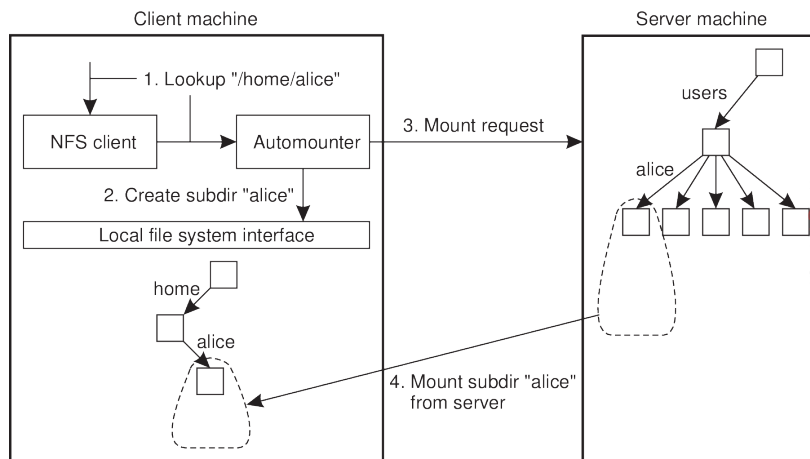 Client machine
Server machine
1. Lookup "/home/alice"
users
NFS client
Automounter
3. Mount request
alice
2. Create subdir "alice"
Local file system interface
home
alice
4. Mount subdir "alice"
from server